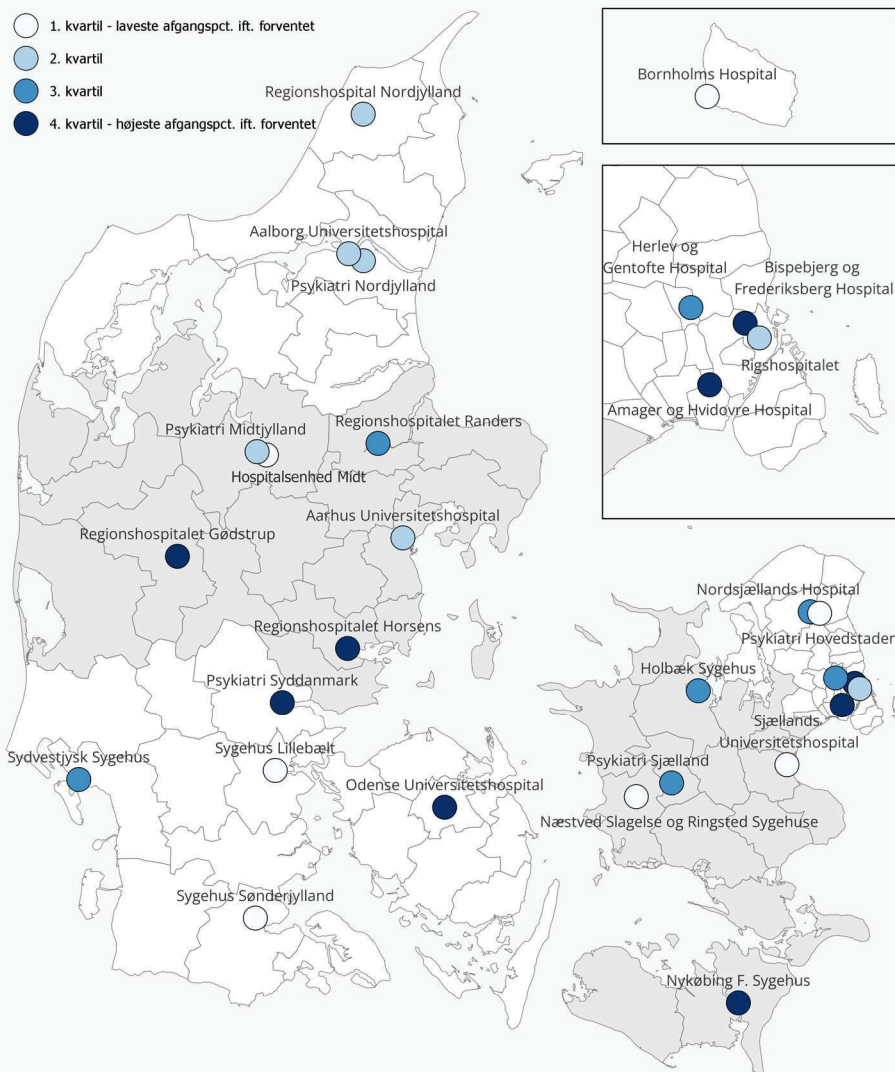 1. kvartil - laveste afgangspct. ift. forventet
2. kvartil
3. kvartil
4. kvartil - højeste afgangspct. ift. forventet
Bornholms Hospital
Regionshospital Nordjylland
Aalborg Universitetshospital
Psykiatri Nordjylland
Herlev og
Gentofte Hospital
Bispebjerg og
Frederiksberg Hospital
Rigshospitalet
Amager og Hvidovre Hospital
Psykiatri Midtjylland
Hospitalsenhed Midt
Regionshospitalet Randers
Aarhus Universitetshospital
Regionshospitalet Gødstrup
Regionshospitalet Horsens
Psykiatri Syddanmark
Sydvestjysk Sygehus
Sygehus Lillebælt
Odense Universitetshospital
Sygehus Sønderjylland
Nordsjællands Hospital
Psykiatri Hovedstaden
Holbæk Sygehus
Sjællands
Universitetshospital
Psykiatri Sjælland
Næstved Slagelse og Ringsted Sygehuse
Nykøbing F. Sygehus